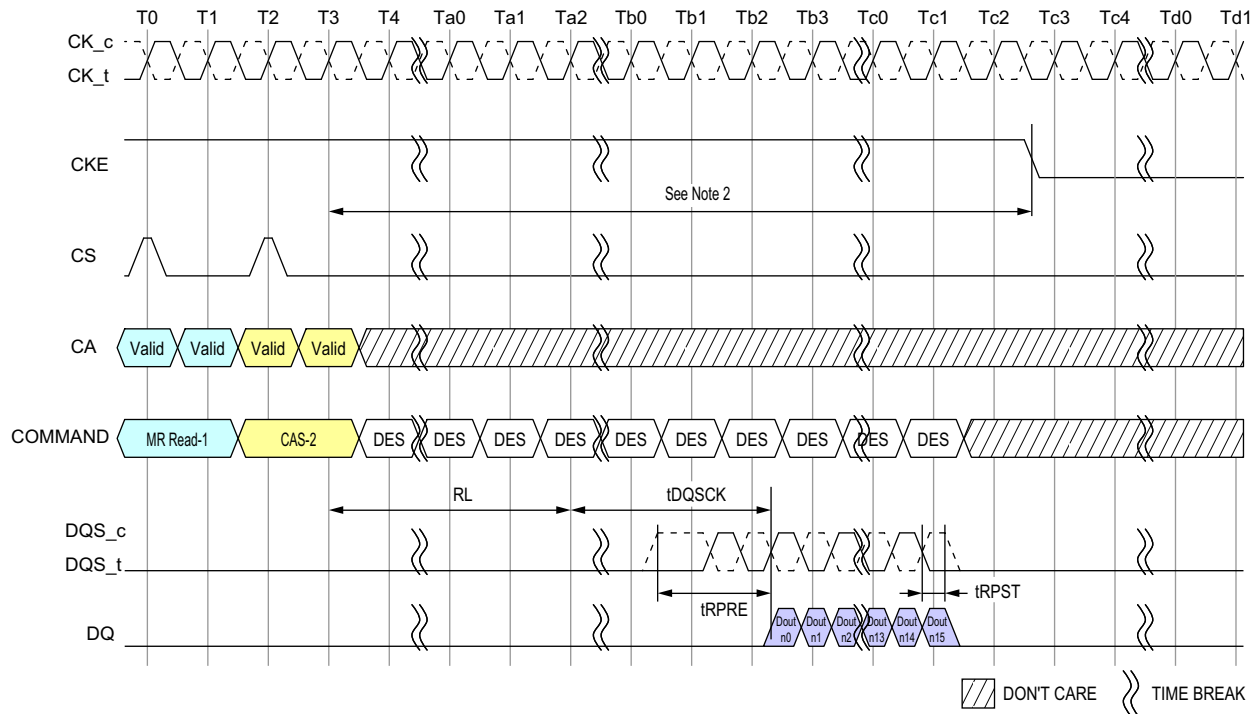 T0 T1 T2 T3 T4 Ta0 Ta1 Ta2 Tb0 Tb1 Tb2 Tb3 Tc0 Tc1 Tc2 Tc3 Tc4 Td0 Td1
CK_c
CK_t
CKE
See Note 2
CS
CA Valid Valid Valid Valid
COMMAND MR Read-1 CAS-2 DES DES DES DES DES DES DES DES DES DES
RL tDQSCK
DQS_c
DQS_t
tRPRE tRPST
DQ Dout n0 Dout n1 Dout n2 Dout n13 Dout n14 Dout n15
DON'T CARE TIME BREAK